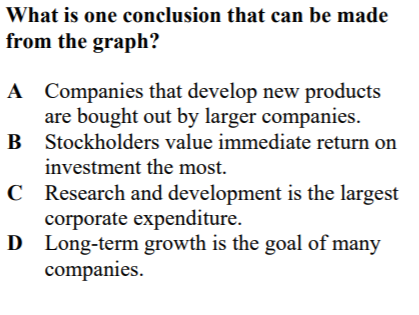 What is one conclusion that can be made
from the graph?
A Companies that develop new products
are bought out by larger companies.
B Stockholders value immediate return on
investment the most.
C Research and development is the largest
corporate expenditure.
D Long-term growth is the goal of many
companies.